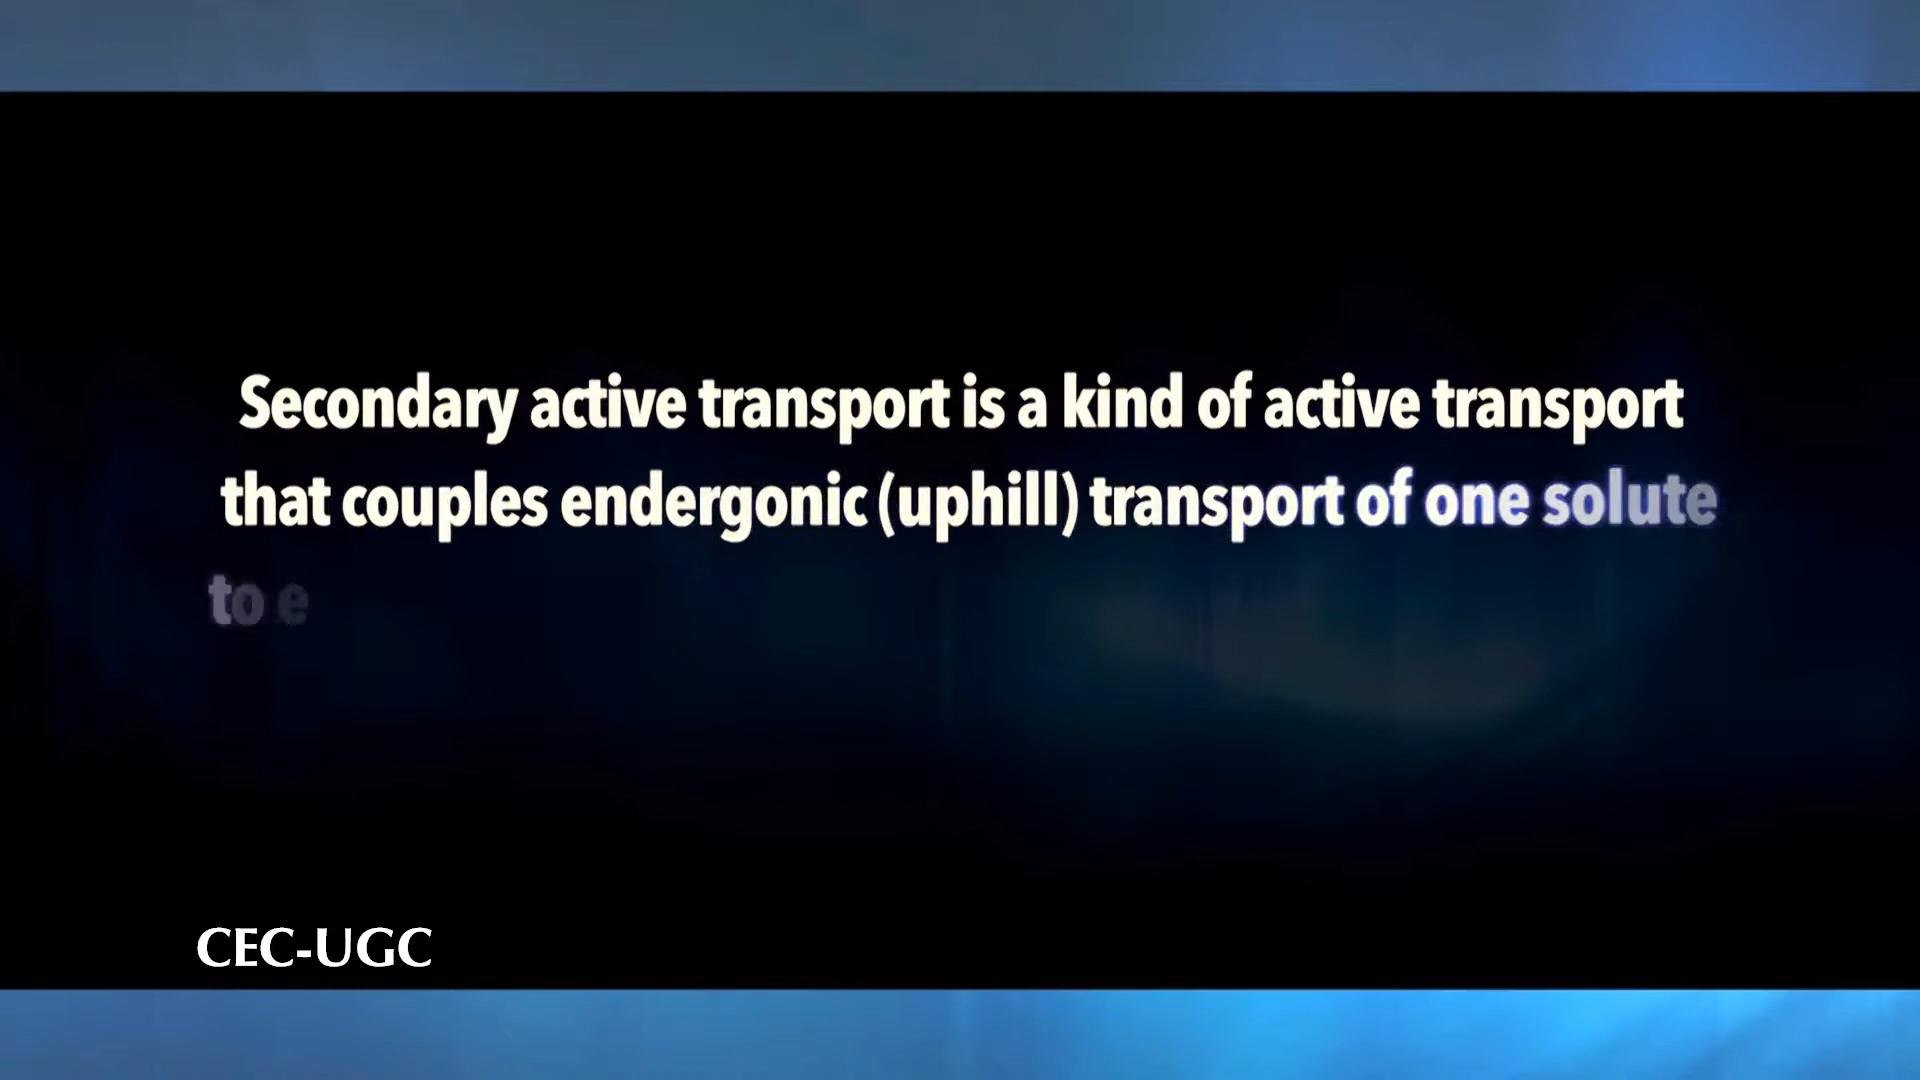 Secondary active transport is a kind of active transport
that couples endergonic (uphill) transport of one solute
to e
CEC-UGC